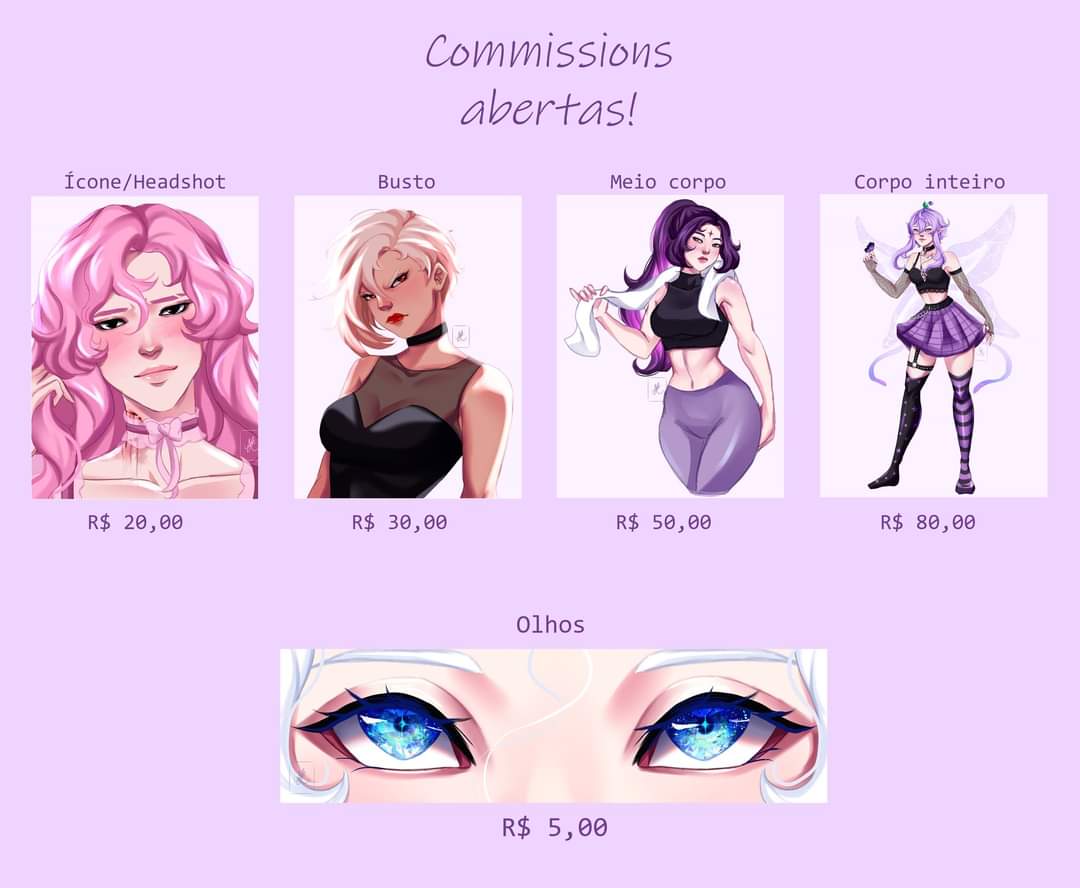 Commissions
abertas!
Ícone/Headshot
Busto
Meio corpo
Corpo inteiro
R$ 20,00
R$ 30,00
R$ 50,00
R$ 80,00
Olhos
R$ 5,00